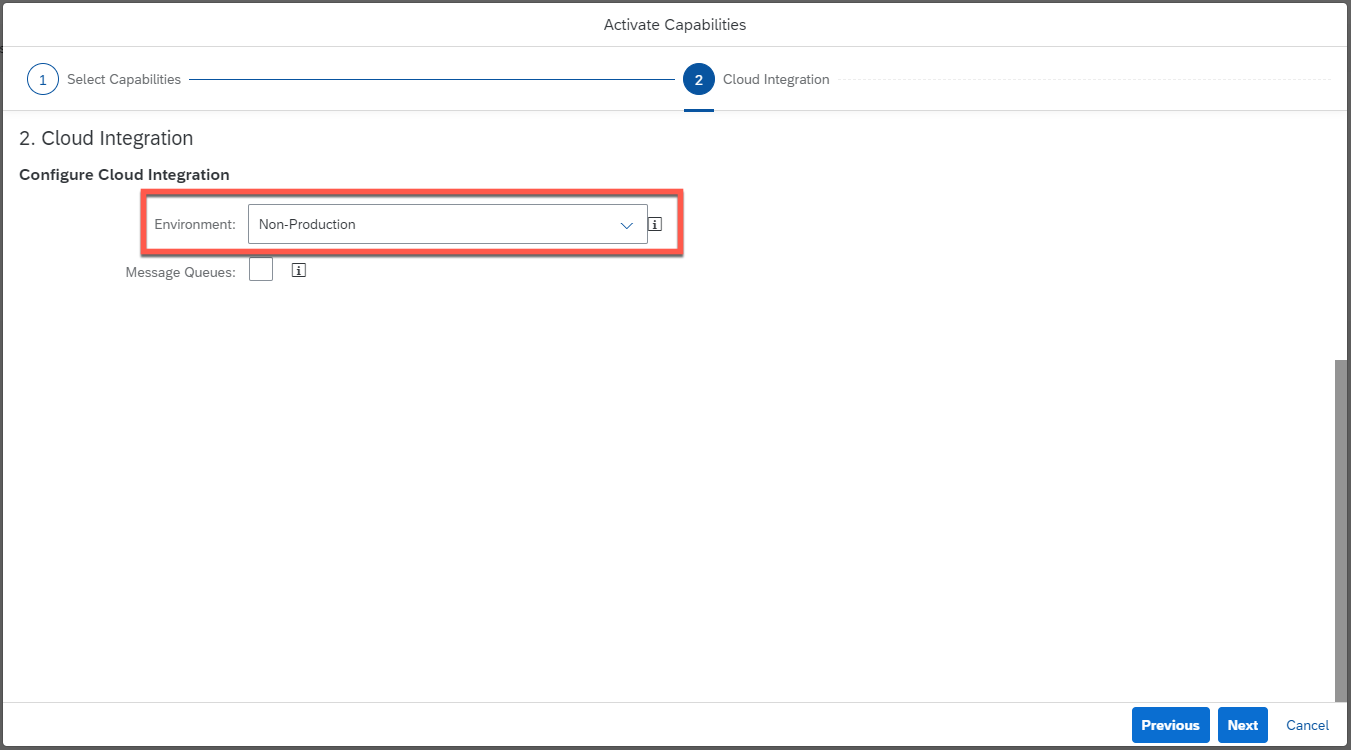 Activate Capabilities
1 Select Capabilities 2 Cloud Integration
2. Cloud Integration
Configure Cloud Integration
Environment: Non-Production
Message Queues:
Previous Next Cancel